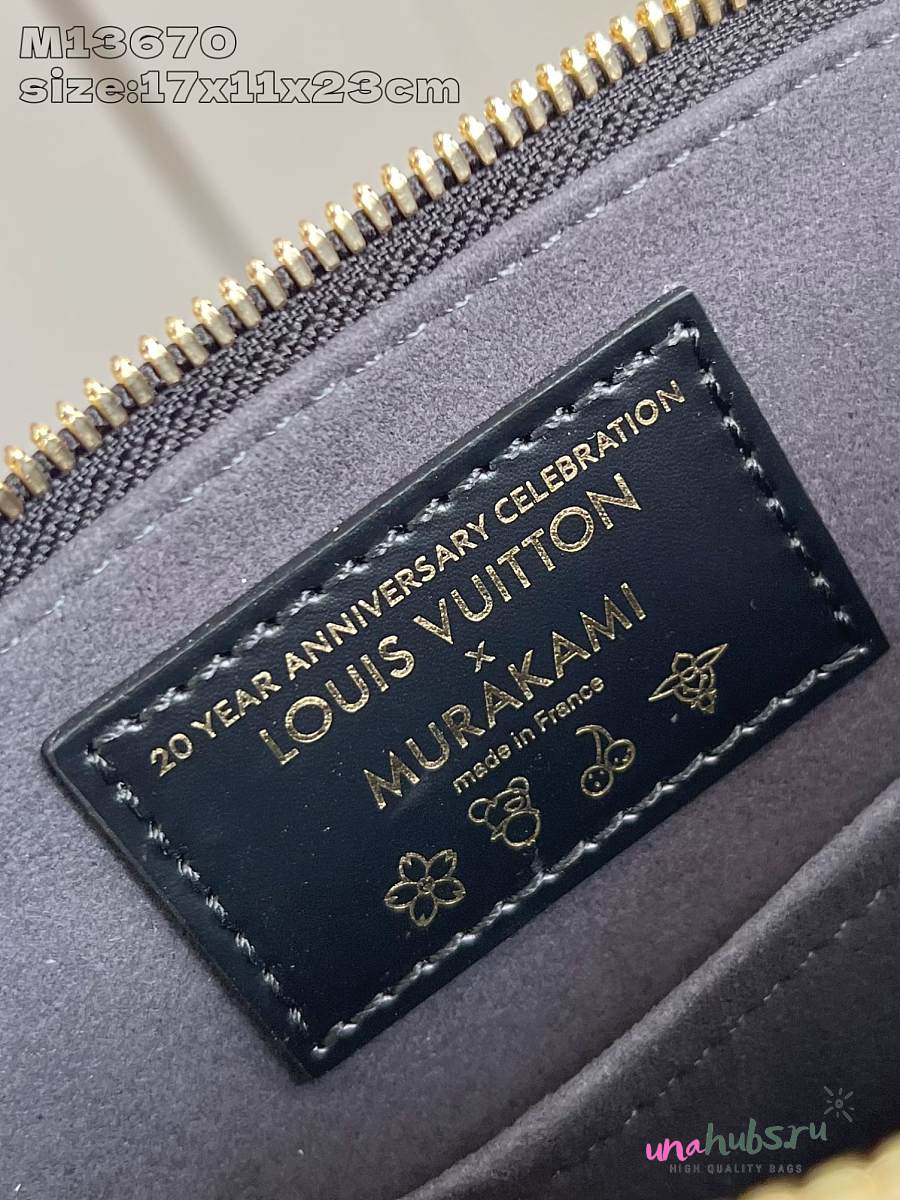 M13670
size:17x11x23cm
20 YEAR ANNIVERSARY CELEBRATION
LOUIS VUITTON
x
MURAKAMI
made in France
unahubs.ru
HIGH QUALITY BAGS